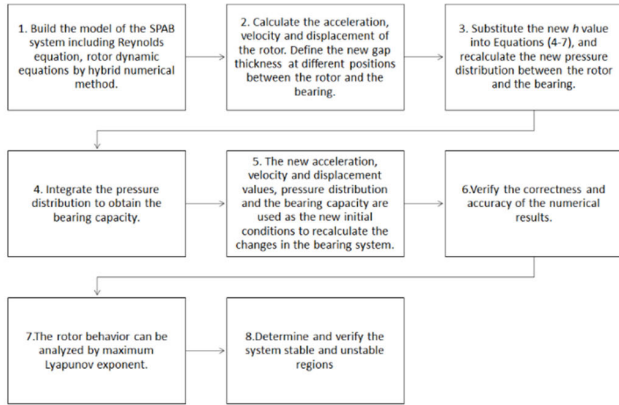 1. Build the model of the SPAB
system including Reynolds
equation, rotor dynamic
equations by hybrid numerical
method.
2. Calculate the acceleration,
velocity and displacement of
the rotor. Define the new gap
thickness at different positions
between the rotor and the
bearing.
3. Substitute the new h value
into Equations (4-7), and
recalculate the new pressure
distribution between the rotor
and the bearing.
4. Integrate the pressure
distribution to obtain the
bearing capacity.
5. The new acceleration,
velocity and displacement
values, pressure distribution
and the bearing capacity are
used as the new initial
conditions to recalculate the
changes in the bearing system.
6.Verify the correctness and
accuracy of the numerical
results.
7.The rotor behavior can be
analyzed by maximum
Lyapunov exponent.
8.Determine and verify the
system stable and unstable
regions